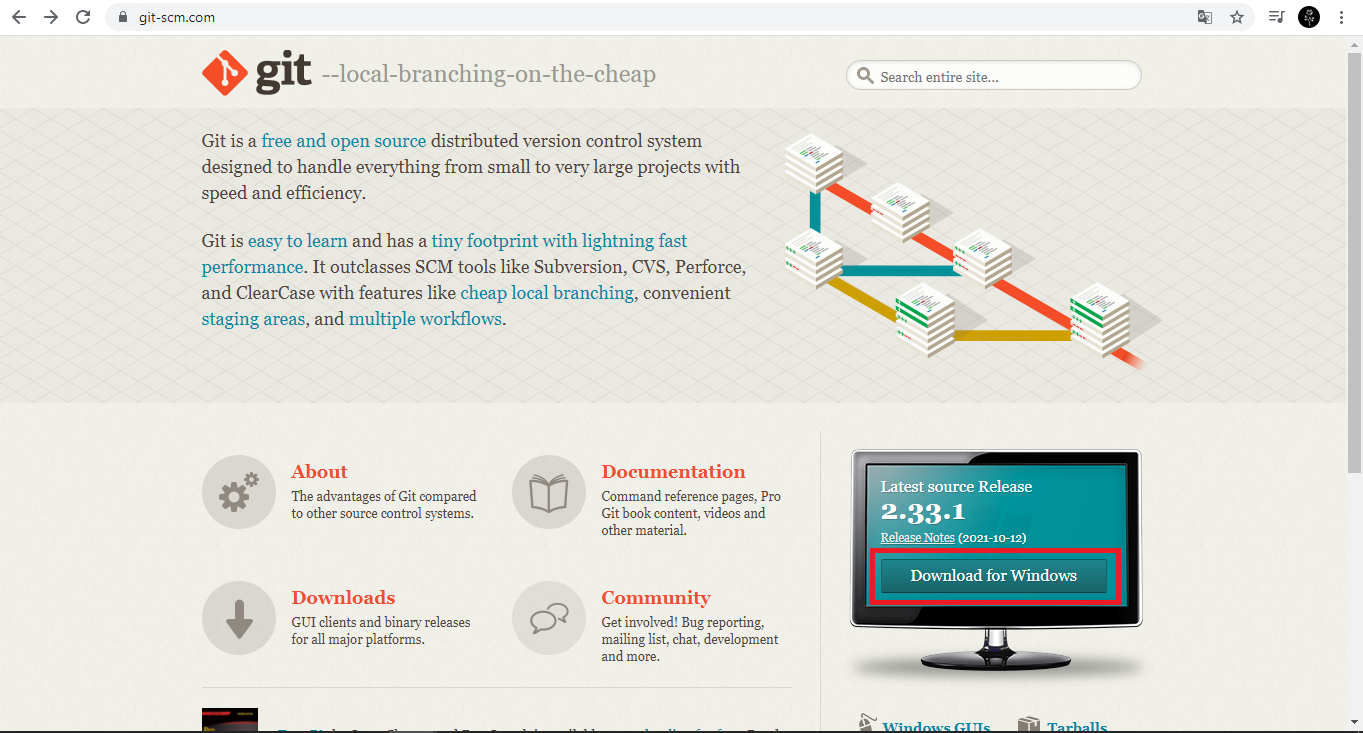 git-scm.com
git --local-branching-on-the-cheap
Search entire site...
Git is a free and open source distributed version control system
designed to handle everything from small to very large projects with
speed and efficiency.
Git is easy to learn and has a tiny footprint with lightning fast
performance. It outclasses SCM tools like Subversion, CVS, Perforce,
and ClearCase with features like cheap local branching, convenient
staging areas, and multiple workflows.
About
The advantages of Git compared
to other source control systems.
Documentation
Command reference pages, Pro
Git book content, videos and
other material.
Downloads
GUI clients and binary releases
for all major platforms.
Community
Get involved! Bug reporting,
mailing list, chat, development
and more.
Latest source Release
2.33.1
Release Notes (2021-10-12)
Download for Windows
Windows GUIs
Tarballs